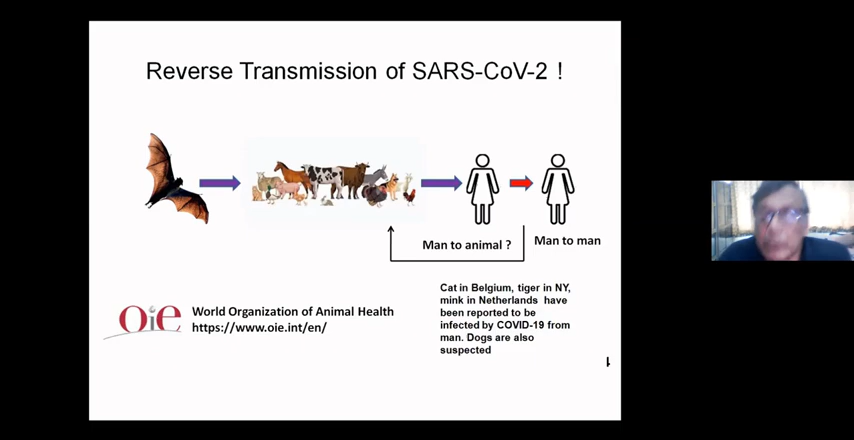 Reverse Transmission of SARS-CoV-2 !
Man to animal ?
Man to man
Cat in Belgium, tiger in NY,
mink in Netherlands have
been reported to be
infected by COVID-19 from
man. Dogs are also
suspected
OiE
World Organization of Animal Health
https://www.oie.int/en/